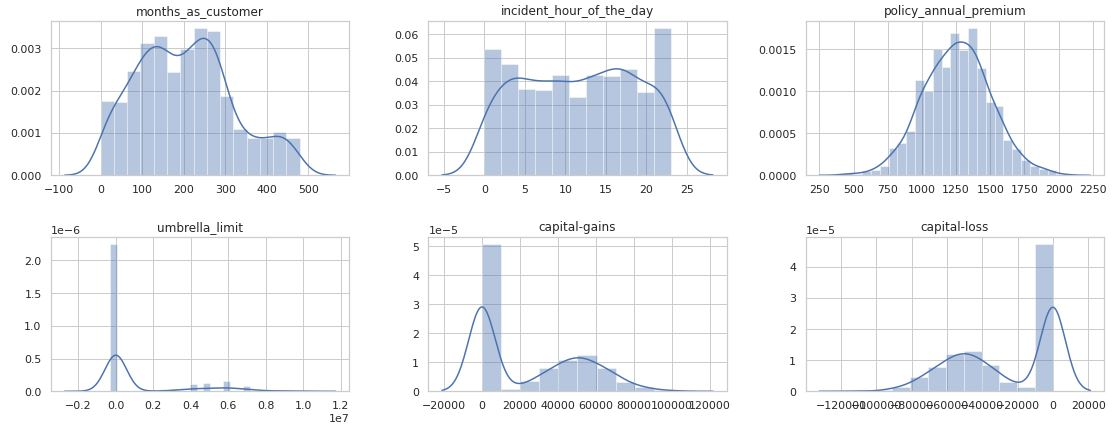 months_as_customer
0.003
0.002
0.001
0.000
−100 0 100 200 300 400 500
incident_hour_of_the_day
0.06
0.05
0.04
0.03
0.02
0.01
0.00
−5 0 5 10 15 20 25
policy_annual_premium
0.0015
0.0010
0.0005
0.0000
250 500 750 1000 1250 1500 1750 2000 2250
umbrella_limit
1e−6
2.0
1.5
1.0
0.5
0.0
−0.2 0.0 0.2 0.4 0.6 0.8 1.0 1.2
1e7
capital-gains
1e−5
5
4
3
2
1
0
−20000 0 20000 40000 60000 80000 100000 120000
capital-loss
1e−5
4
3
2
1
0
−120000 −100000 −80000 −60000 −40000 −20000 0 20000